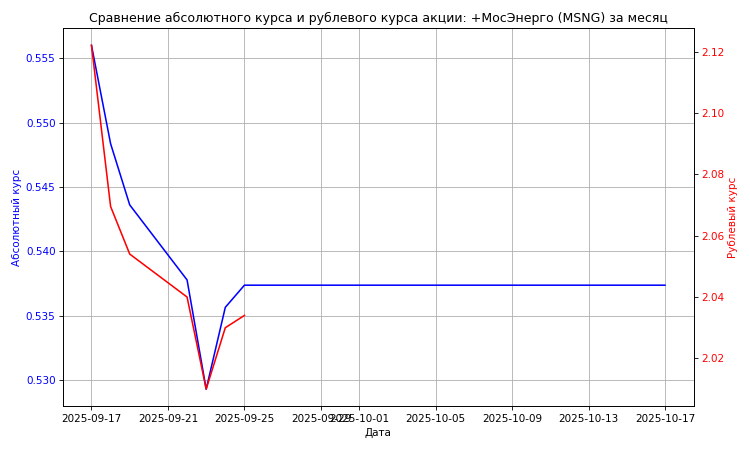 Сравнение абсолютного курса и рублевого курса акции: +МосЭнерго (MSNG) за месяц
0.555
0.550
0.545
0.540
0.535
0.530
Абсолютный курс
2.12
2.10
2.08
2.06
2.04
2.02
Рублевый курс
2025-09-17 2025-09-21 2025-09-25 2025-09-29 2025-10-01 2025-10-05 2025-10-09 2025-10-13 2025-10-17
Дата